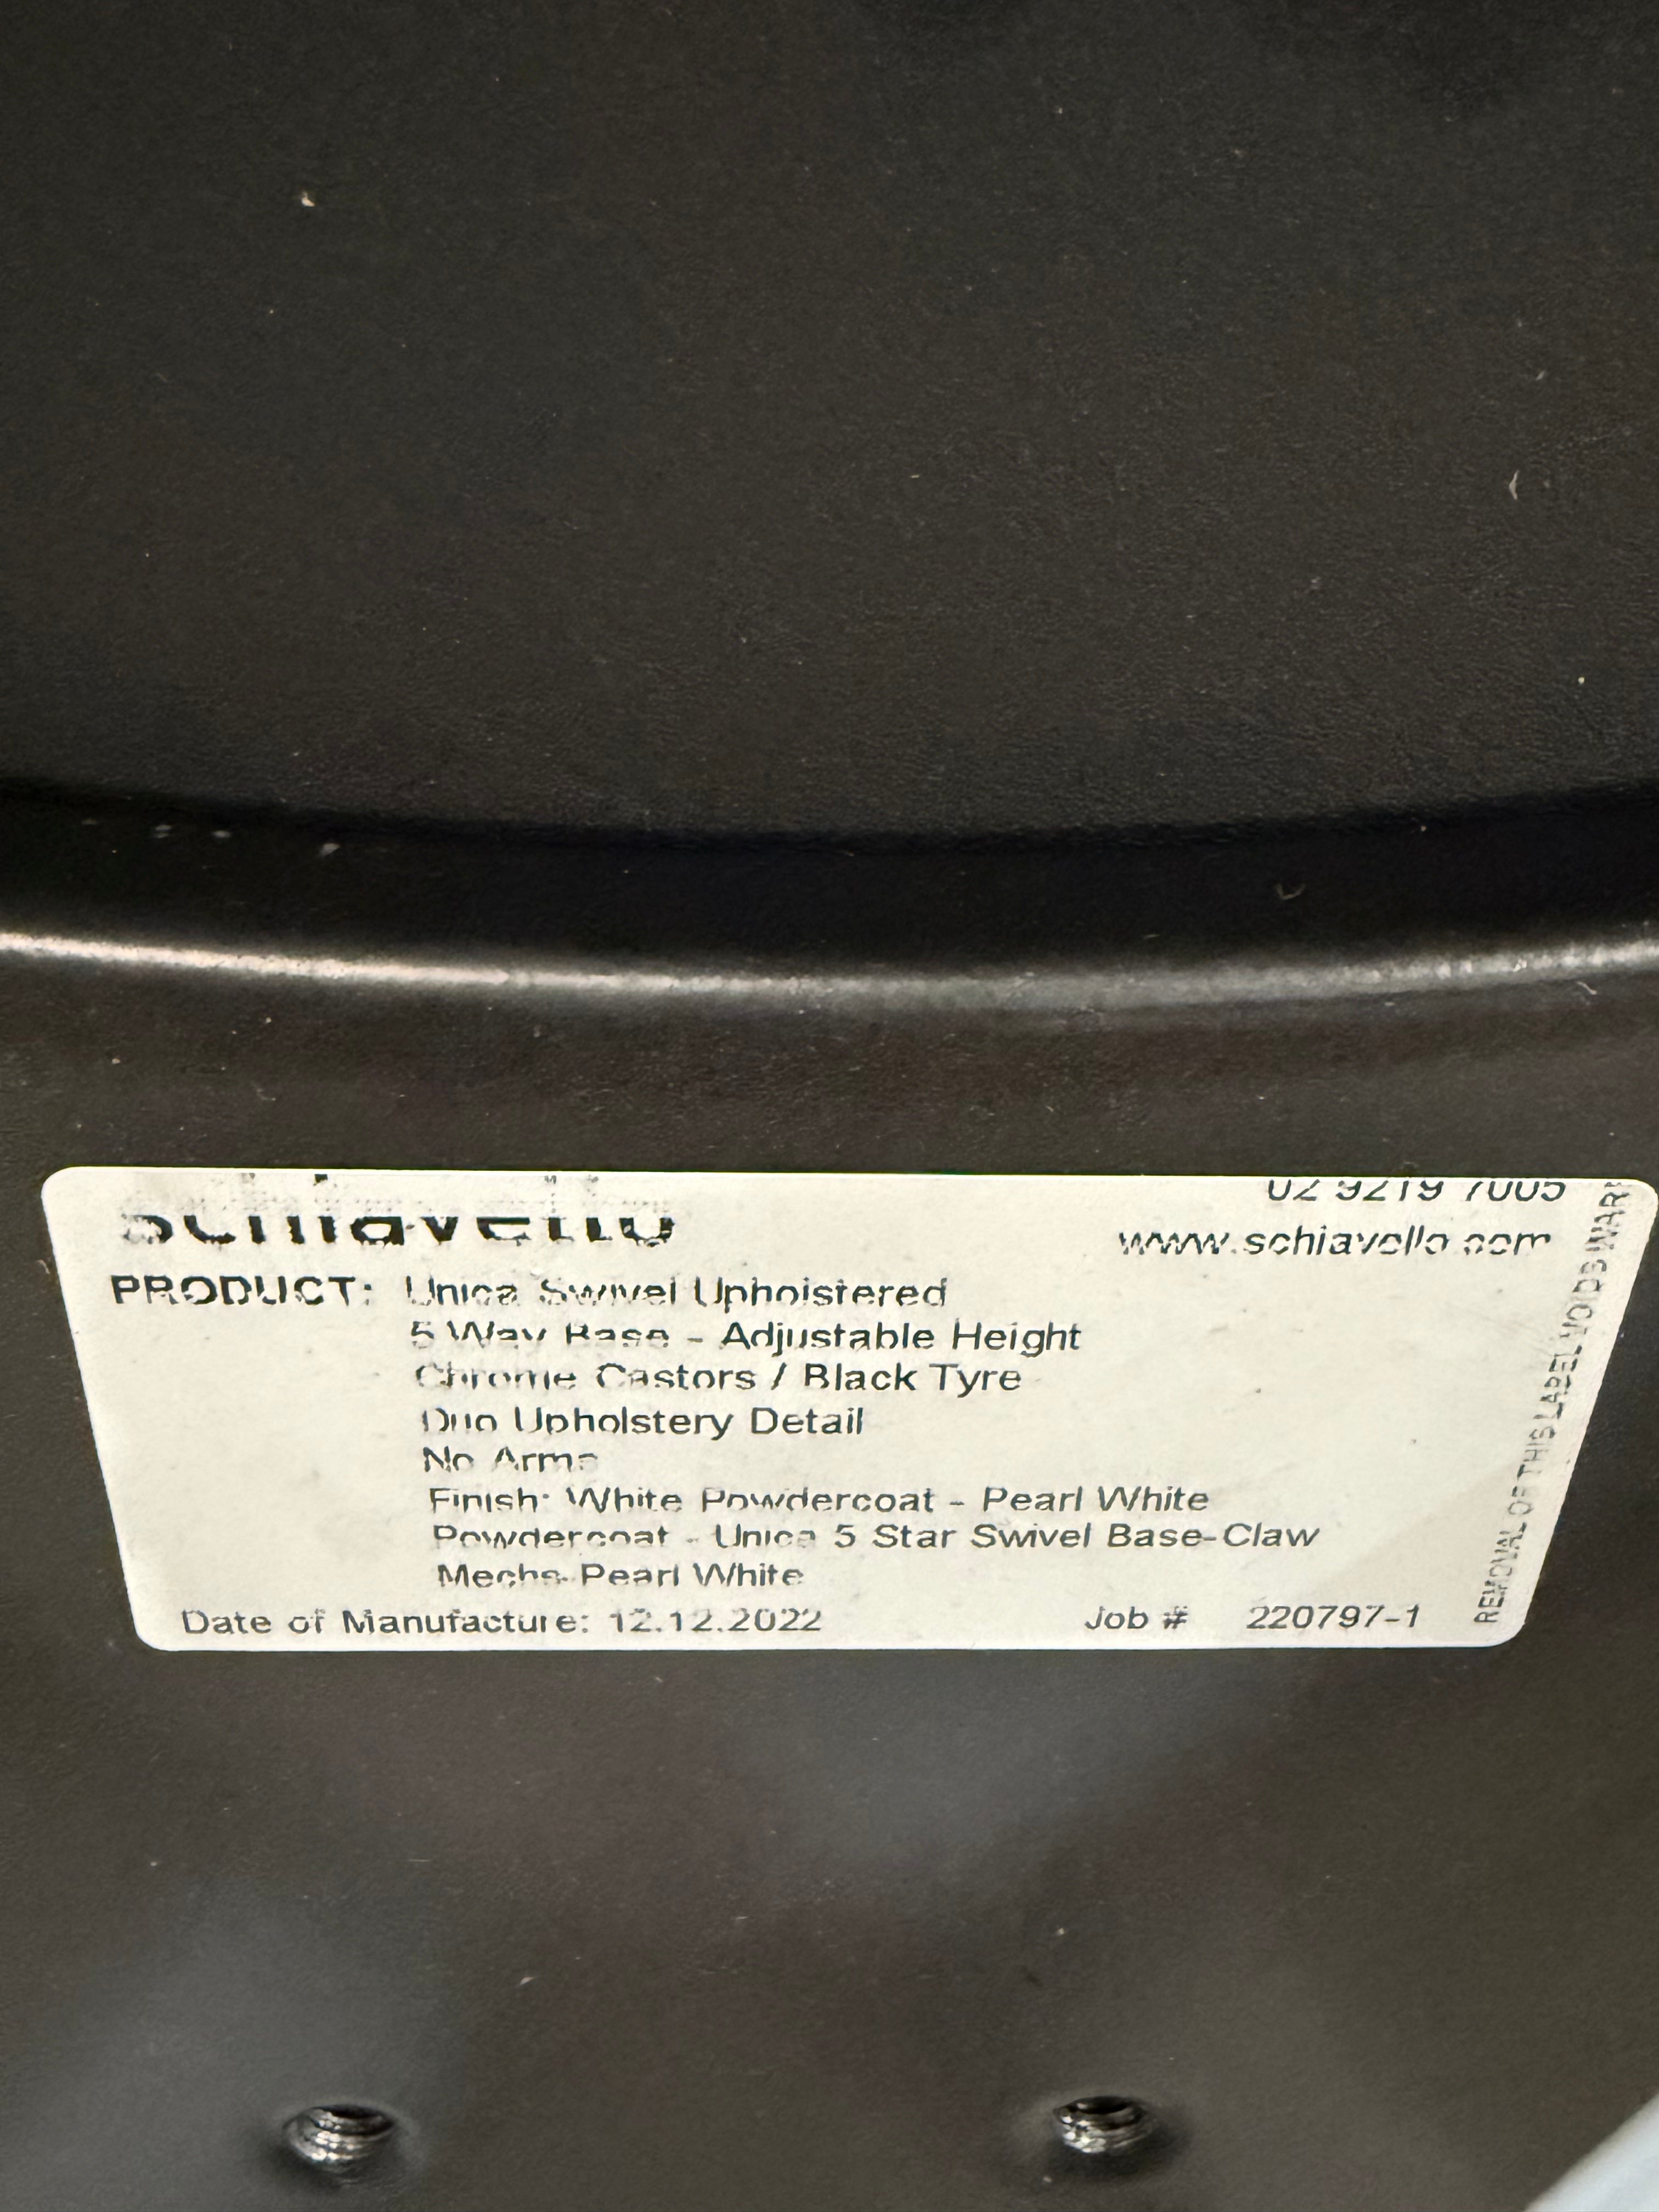 schiavello
02 9219 7005
www.schiavello.com
PRODUCT: Unica Swivel Upholstered
5 Way Base - Adjustable Height
Chrome Castors / Black Tyre
Duo Upholstery Detail
No Arms
Finish: White Powdercoat - Pearl White
Powdercoat - Unica 5 Star Swivel Base-Claw
Mechs-Pearl White
Date of Manufacture: 12.12.2022 Job # 220797-1
REMOVAL OF THIS LABEL VOIDS WARR